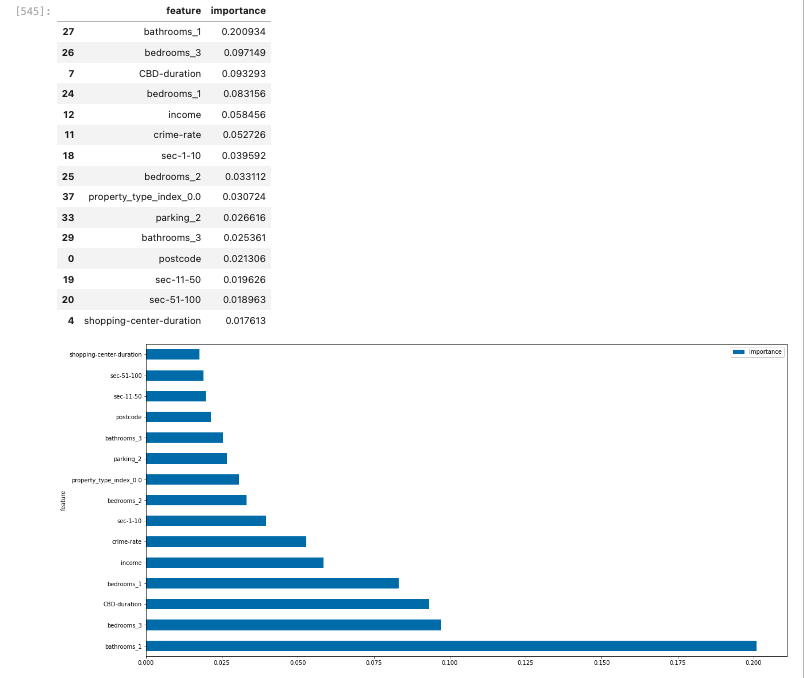 [545]:
feature importance
27 bathrooms_1 0.200934
26 bedrooms_3 0.097149
7 CBD-duration 0.093293
24 bedrooms_1 0.083156
12 income 0.058456
11 crime-rate 0.052726
18 sec-1-10 0.039592
25 bedrooms_2 0.033112
37 property_type_index_0.0 0.030724
33 parking_2 0.026616
29 bathrooms_3 0.025361
0 postcode 0.021306
19 sec-11-50 0.019626
20 sec-51-100 0.018963
4 shopping-center-duration 0.017613
importance
shopping-center-duration
sec-51-100
sec-11-50
postcode
bathrooms_3
parking_2
property_type_index_0.0
bedrooms_2
feature
sec-1-10
crime-rate
income
bedrooms_1
CBD-duration
bedrooms_3
bathrooms_1
0.000 0.025 0.050 0.075 0.100 0.125 0.150 0.175 0.200